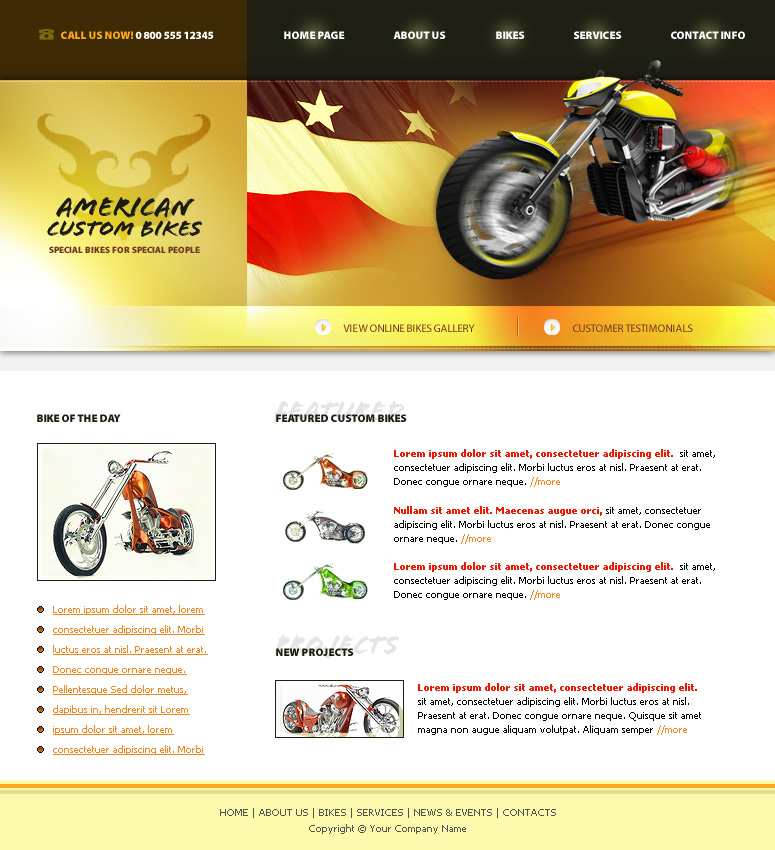 CALL US NOW! 0 800 555 12345
HOME PAGE
ABOUT US
BIKES
SERVICES
CONTACT INFO
AMERICAN
CUSTOM BIKES
SPECIAL BIKES FOR SPECIAL PEOPLE
VIEW ONLINE BIKES GALLERY
CUSTOMER TESTIMONIALS
BIKE OF THE DAY
Lorem ipsum dolor sit amet, lorem
consectetuer adipiscing elit. Morbi
luctus eros at nisl. Praesent at erat.
Donec congue ornare neque.
Pellentesque Sed dolor metus,
dapibus in, hendrerit sit Lorem
ipsum dolor sit amet, lorem
consectetuer adipiscing elit. Morbi
FEATURED
FEATURED CUSTOM BIKES
Lorem ipsum dolor sit amet, consectetuer adipiscing elit. sit amet,
consectetuer adipiscing elit. Morbi luctus eros at nisl. Praesent at erat.
Donec congue ornare neque. //more
Nullam sit amet elit. Maecenas augue orci, sit amet, consectetuer
adipiscing elit. Morbi luctus eros at nisl. Praesent at erat. Donec congue
ornare neque. //more
Lorem ipsum dolor sit amet, consectetuer adipiscing elit. sit amet,
consectetuer adipiscing elit. Morbi luctus eros at nisl. Praesent at erat.
Donec congue ornare neque. //more
PROJECTS
NEW PROJECTS
Lorem ipsum dolor sit amet, consectetuer adipiscing elit.
sit amet, consectetuer adipiscing elit. Morbi luctus eros at nisl.
Praesent at erat. Donec congue ornare neque. Quisque sit amet
magna non augue aliquam volutpat. Aliquam semper //more
HOME | ABOUT US | BIKES | SERVICES | NEWS & EVENTS | CONTACTS
Copyright © Your Company Name